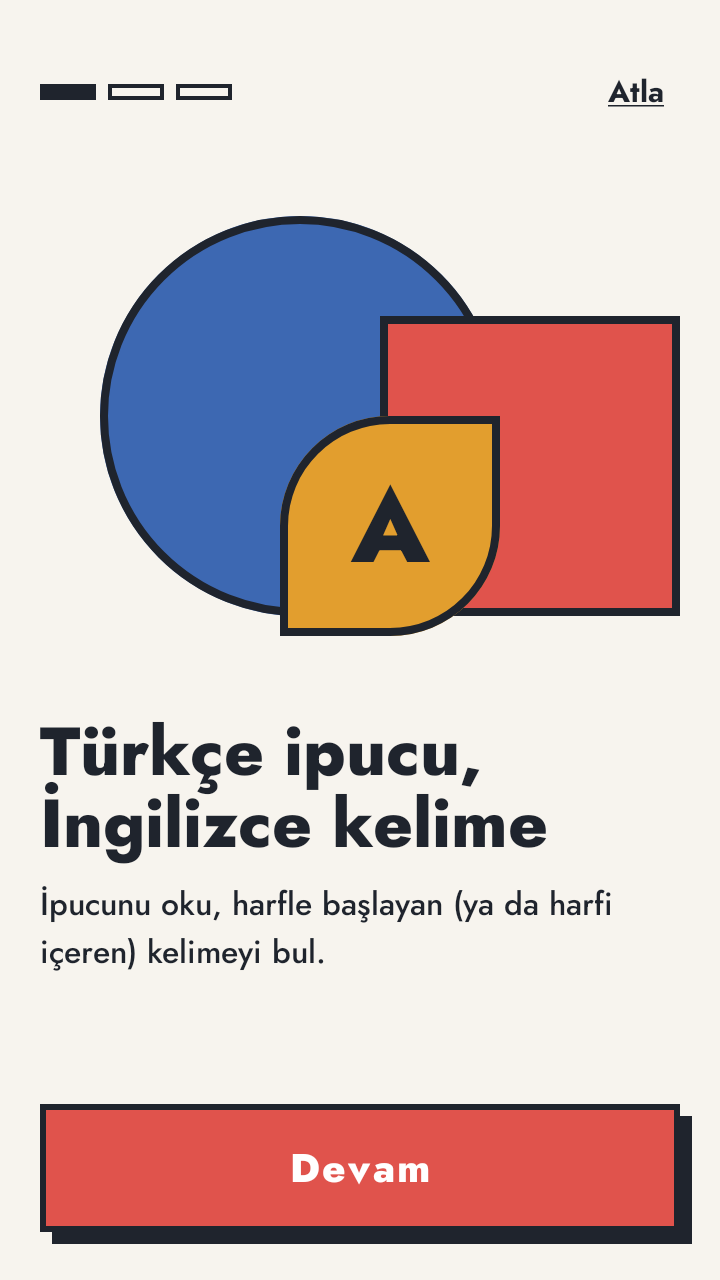 Atla
A
Türkçe ipucu,
İngilizce kelime
İpucunu oku, harfle başlayan (ya da harfi
içeren) kelimeyi bul.
Devam